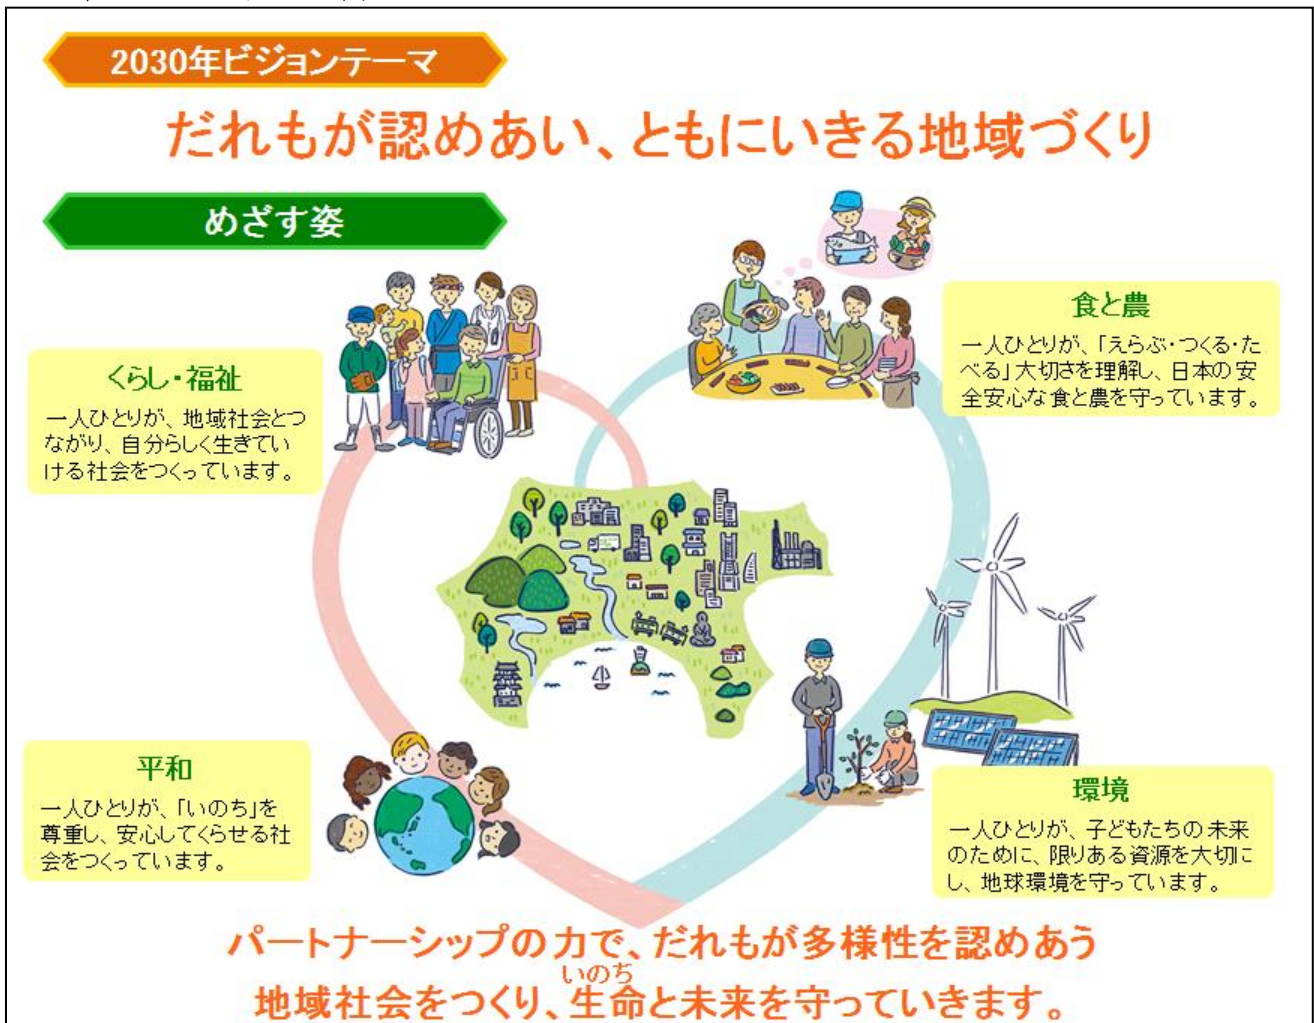 2030年ビジョンテーマ
だれもが認めあい、ともにいきる地域づくり
めざす姿
くらし・福祉
一人ひとりが、地域社会とつ
ながり、自分らしく生きてい
ける社会をつくっています。
食と農
一人ひとりが、「えらぶ・つくる・た
べる」大切さを理解し、日本の安
全安心な食と農を守っています。
平和
一人ひとりが、「いのち」を
尊重し、安心してくらせる社
会をつくっています。
環境
一人ひとりが、子どもたちの未来
のために、限りある資源を大切に
し、地球環境を守っています。
パートナーシップの力で、だれもが多様性を認めあう
いのち
地域社会をつくり、生命と未来を守っていきます。